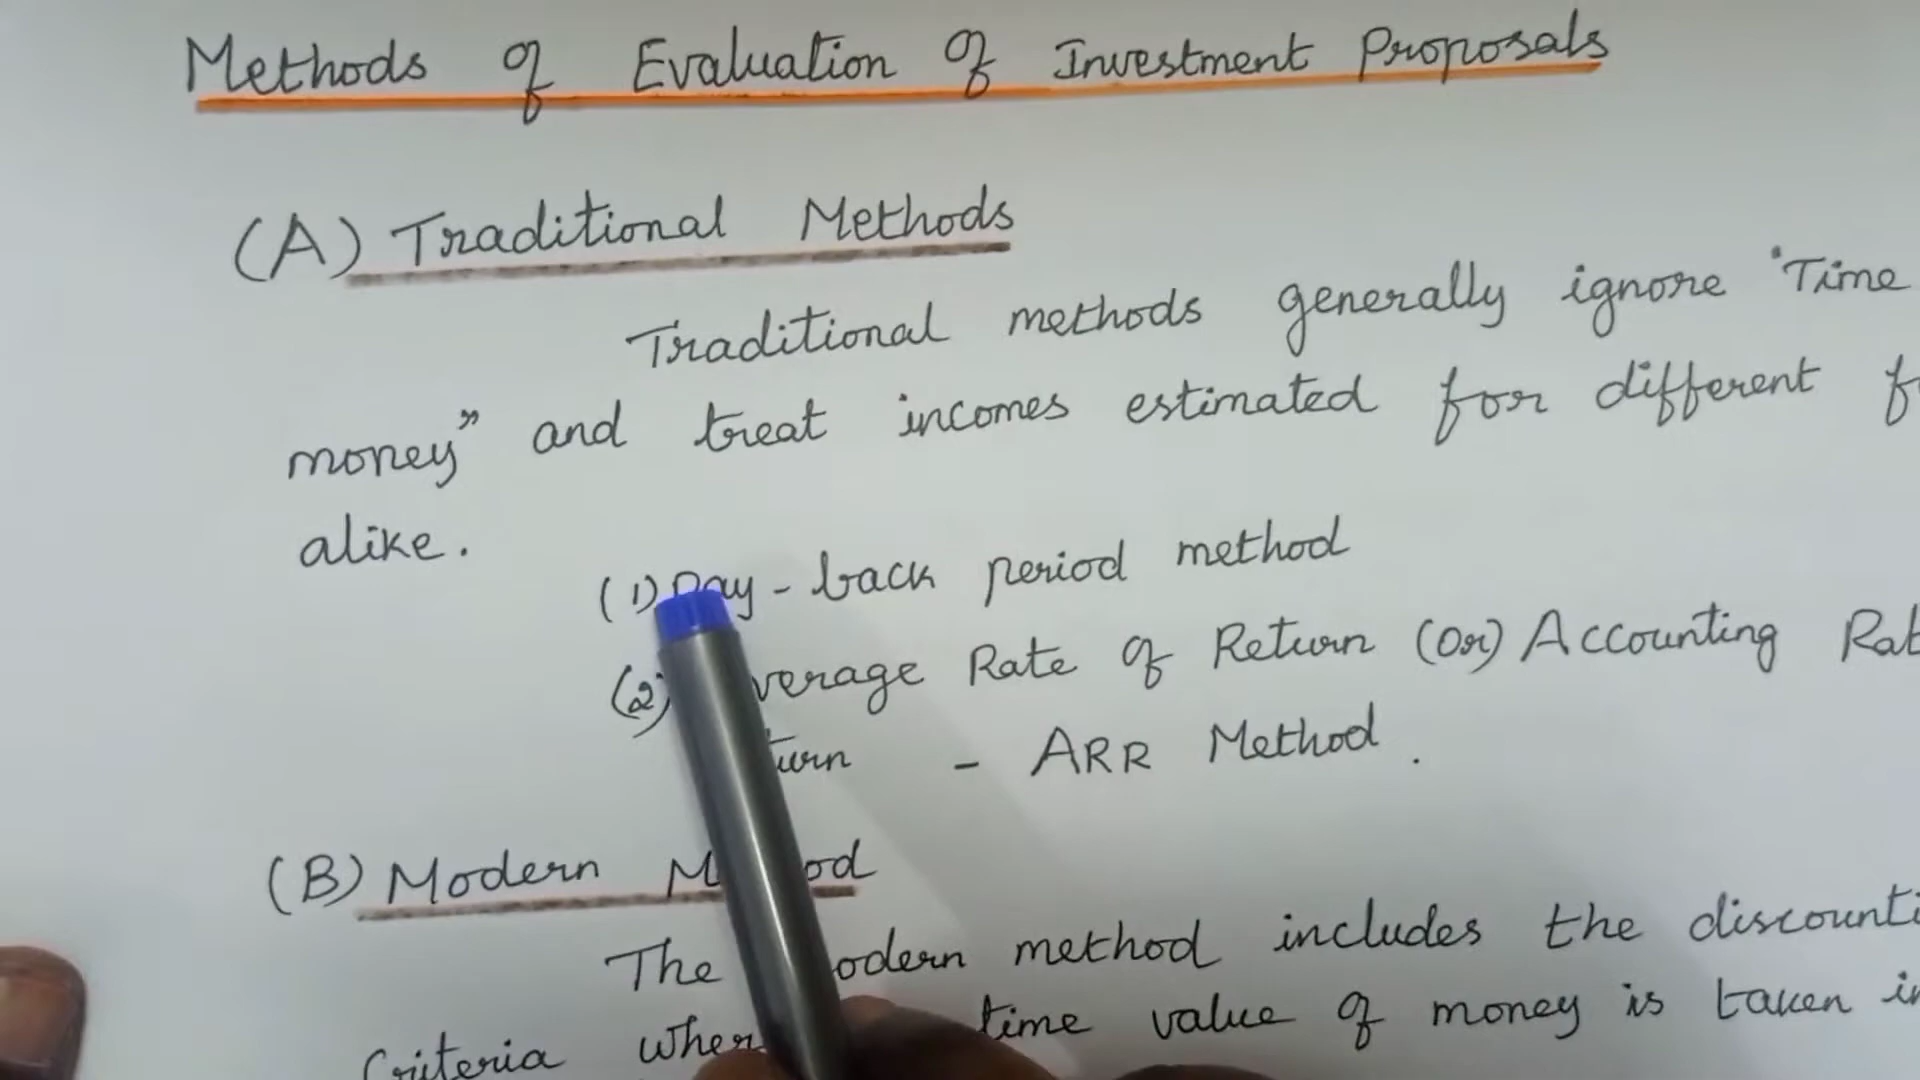 Methods of Evaluation of Investment Proposals
(A) Traditional Methods
Traditional methods generally ignore "Time
money" and treat incomes estimated for different
alike.
(1) Pay - back period method
(2) Rate of Return (Or) Accounting
- ARR Method.
(B) Modern
The method includes the
Criteria time value of money is taken